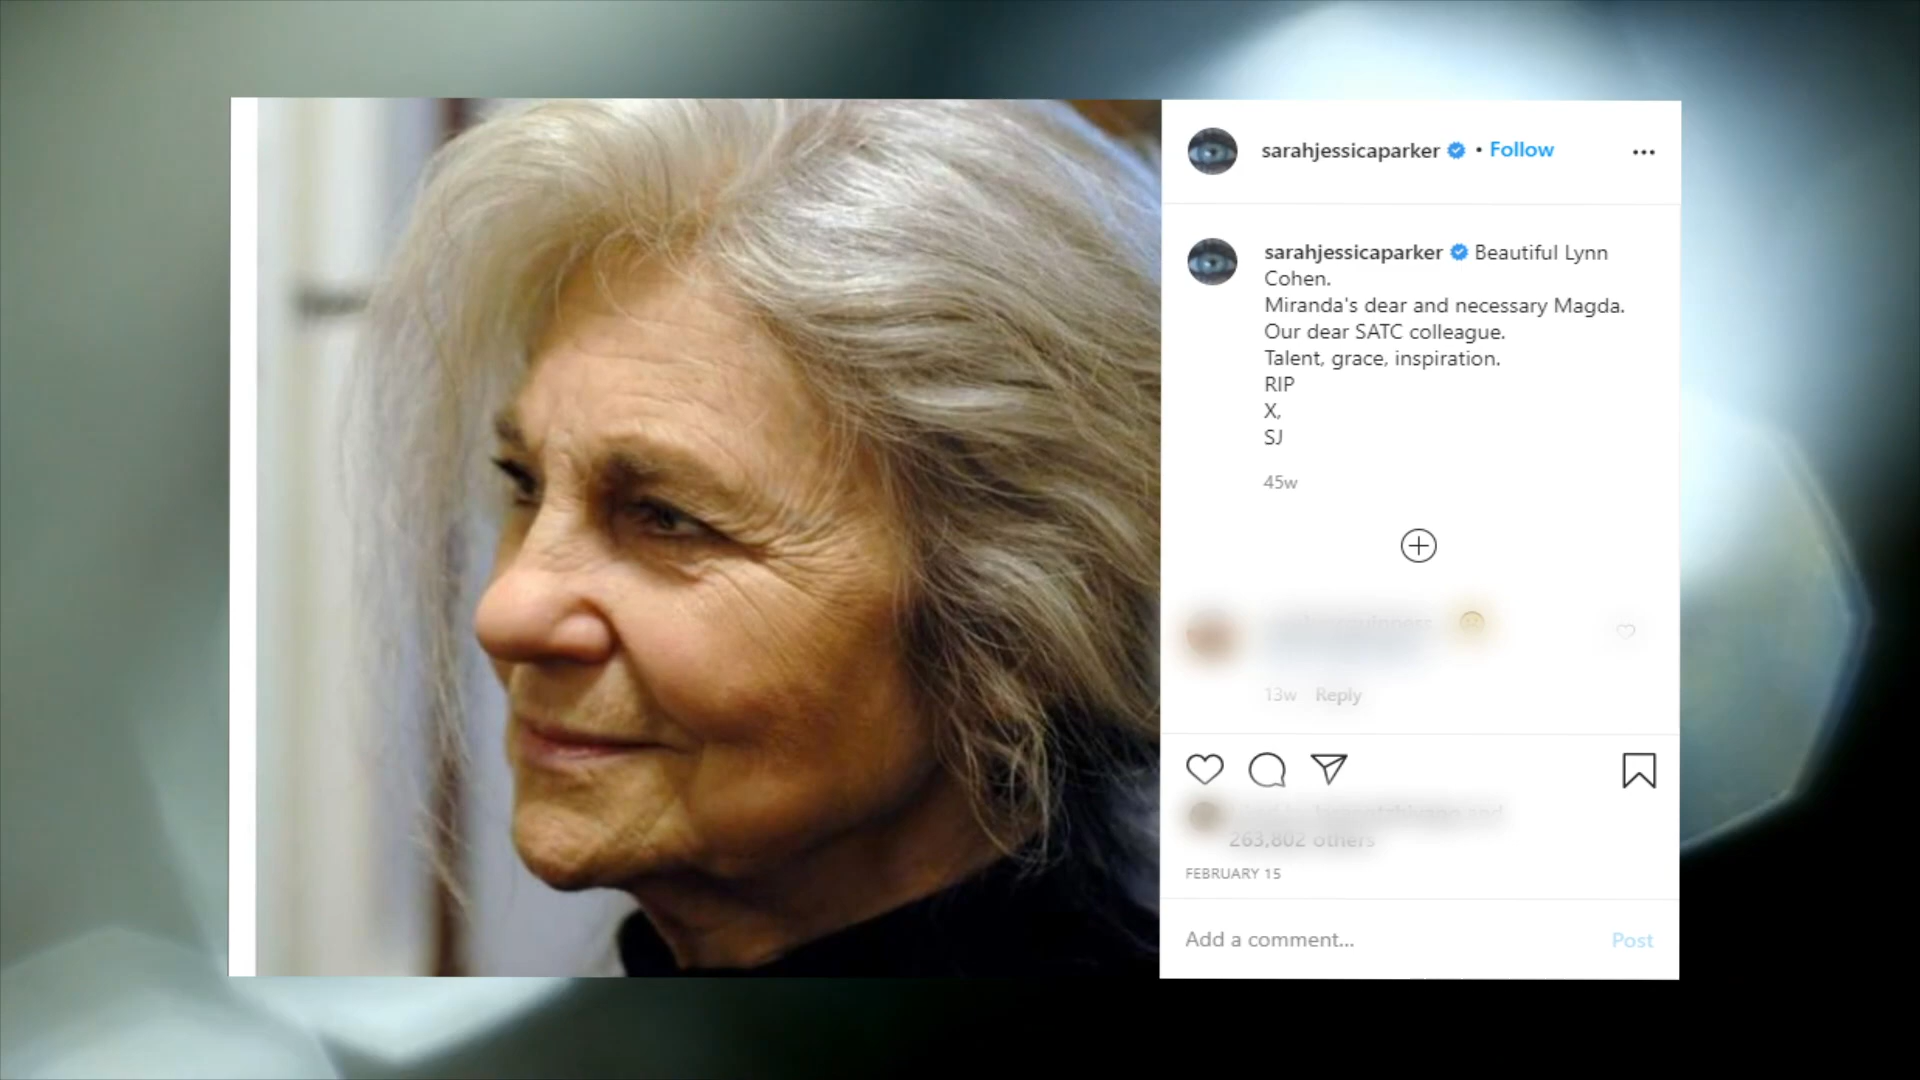 sarahjessicaparker • Follow
sarahjessicaparker Beautiful Lynn
Cohen.
Miranda's dear and necessary Magda.
Our dear SATC colleague.
Talent, grace, inspiration.
RIP
X,
SJ
45w
13w Reply
263,802 others
FEBRUARY 15
Add a comment... Post